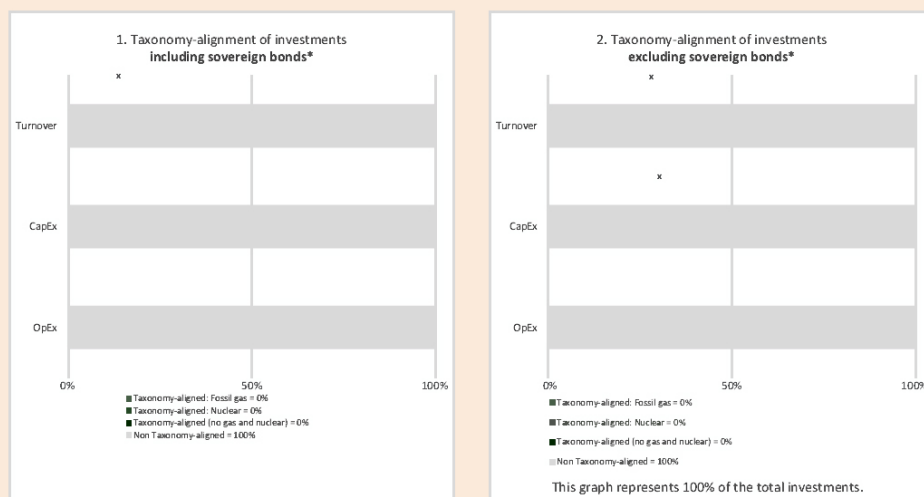 1. Taxonomy-alignment of investments
including sovereign bonds*
x
Turnover
CapEx
OpEx
0% 50% 100%
Taxonomy-aligned: Fossil gas = 0%
Taxonomy-aligned: Nuclear = 0%
Taxonomy-aligned (no gas and nuclear) = 0%
Non Taxonomy-aligned = 100%
2. Taxonomy-alignment of investments
excluding sovereign bonds*
x
Turnover
x
CapEx
OpEx
0% 50% 100%
Taxonomy-aligned: Fossil gas = 0%
Taxonomy-aligned: Nuclear = 0%
Taxonomy-aligned (no gas and nuclear) = 0%
Non Taxonomy-aligned = 100%
This graph represents 100% of the total investments.